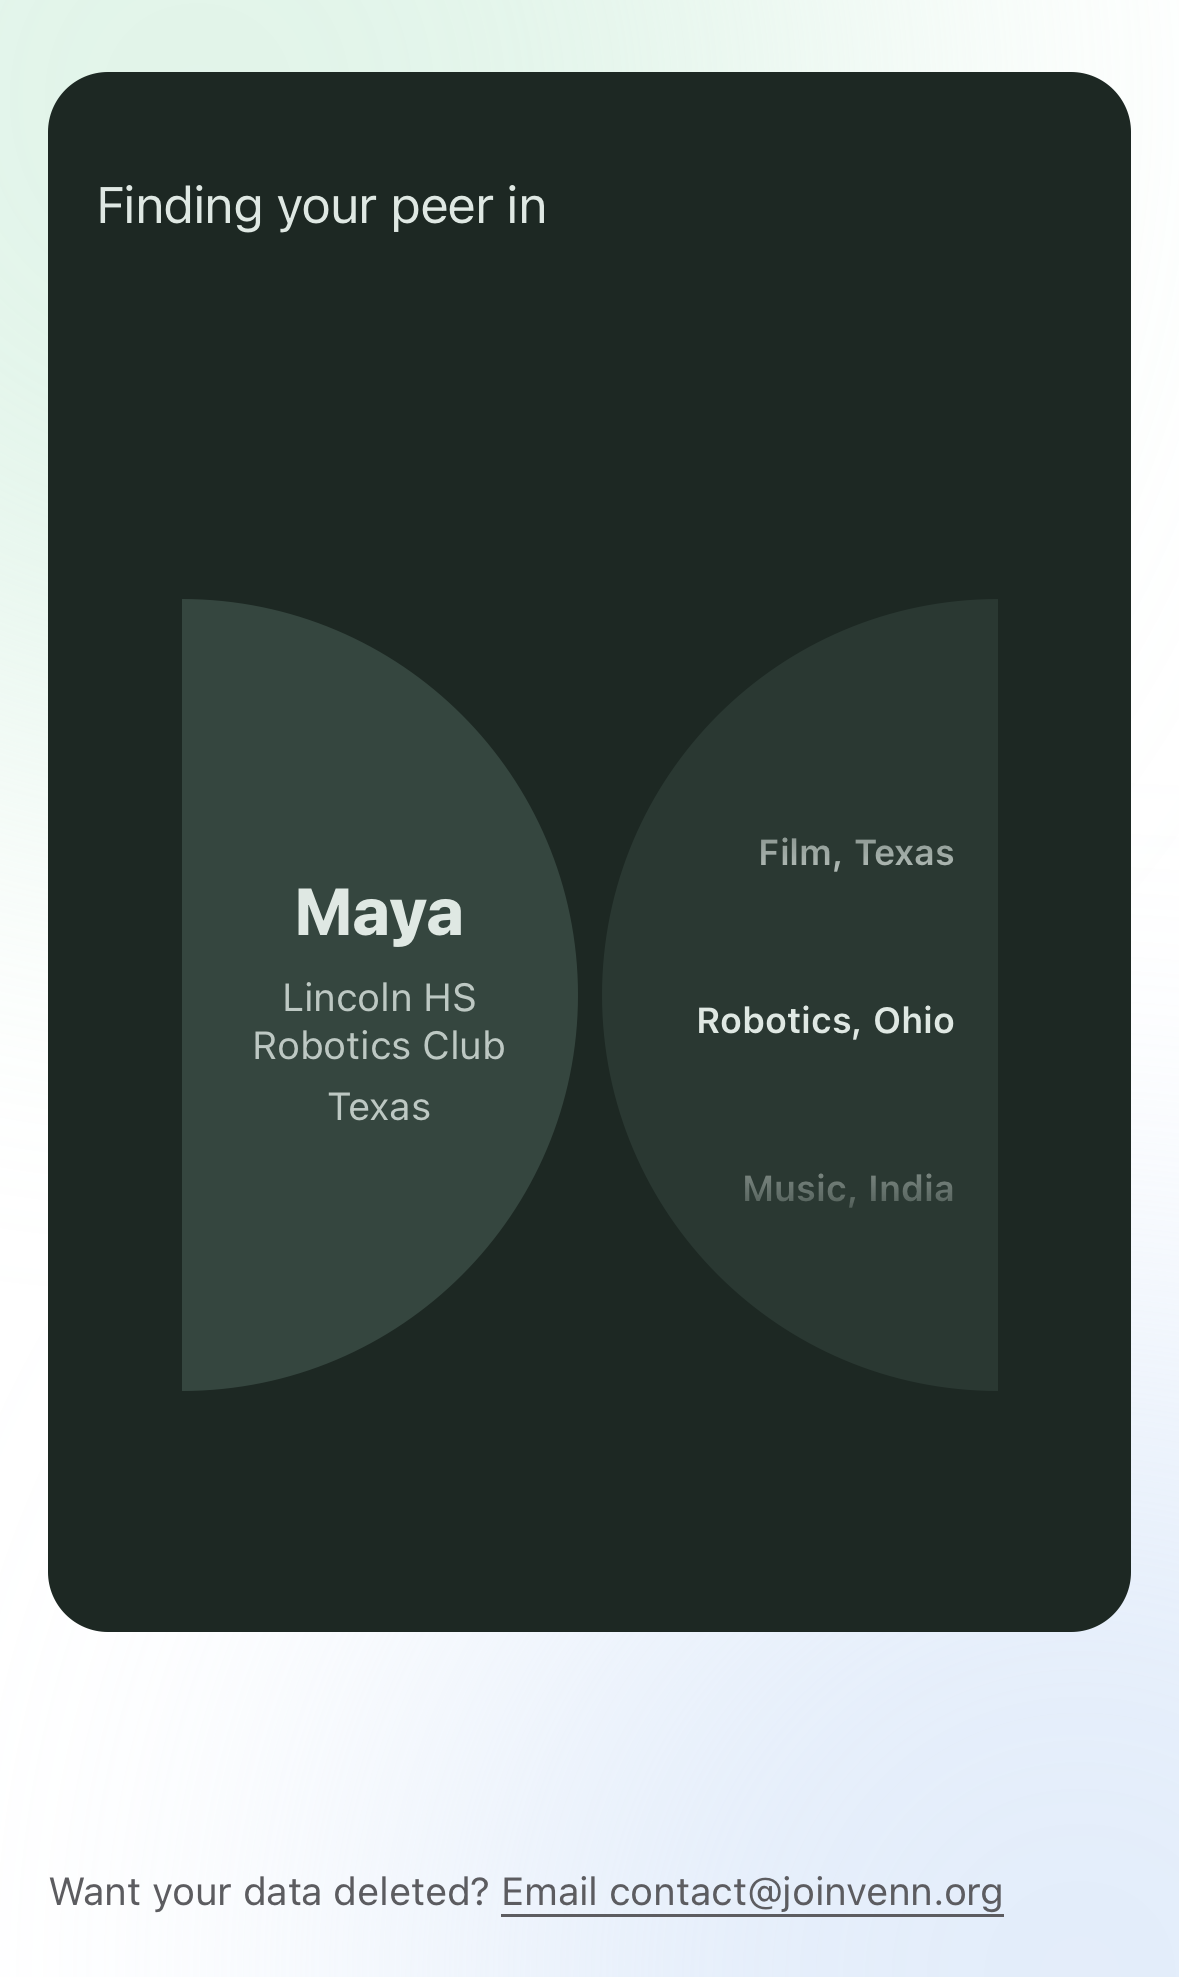 Finding your peer in
Maya
Lincoln HS
Robotics Club
Texas
Film, Texas
Robotics, Ohio
Music, India
Want your data deleted? Email contact@joinvenn.org